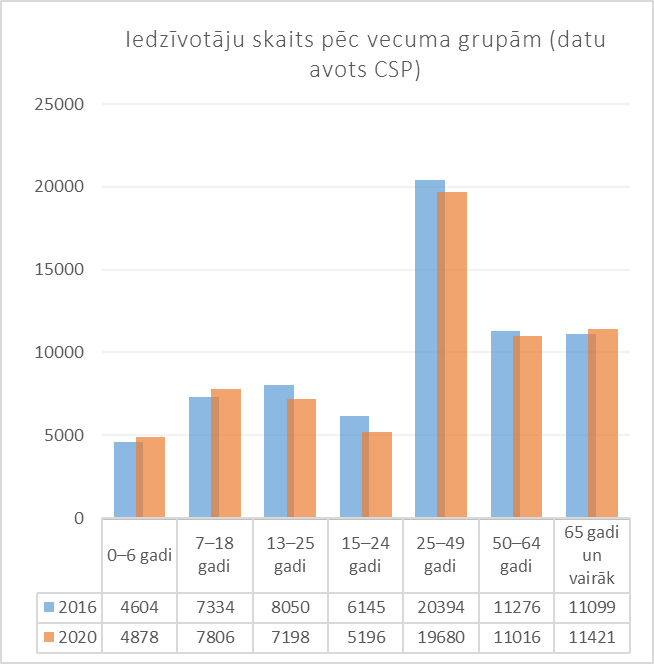 Iedzīvotāju skaits pēc vecuma grupām (datu
avots CSP)
25000
20000
15000
10000
5000
0
0–6 gadi
7–18
gadi
13–25
gadi
15–24
gadi
25–49
gadi
50–64
gadi
65 gadi
un
vairāk
2016 4604 7334 8050 6145 20394 11276 11099
2020 4878 7806 7198 5196 19680 11016 11421